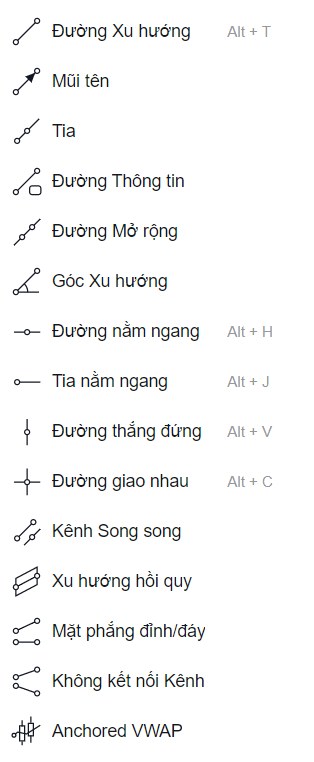 Đường Xu hướng Alt + T
Mũi tên
Tia
Đường Thông tin
Đường Mở rộng
Góc Xu hướng
Đường nằm ngang Alt + H
Tia nằm ngang Alt + J
Đường thẳng đứng Alt + V
Đường giao nhau Alt + C
Kênh Song song
Xu hướng hồi quy
Mặt phẳng đỉnh/đáy
Không kết nối Kênh
Anchored VWAP